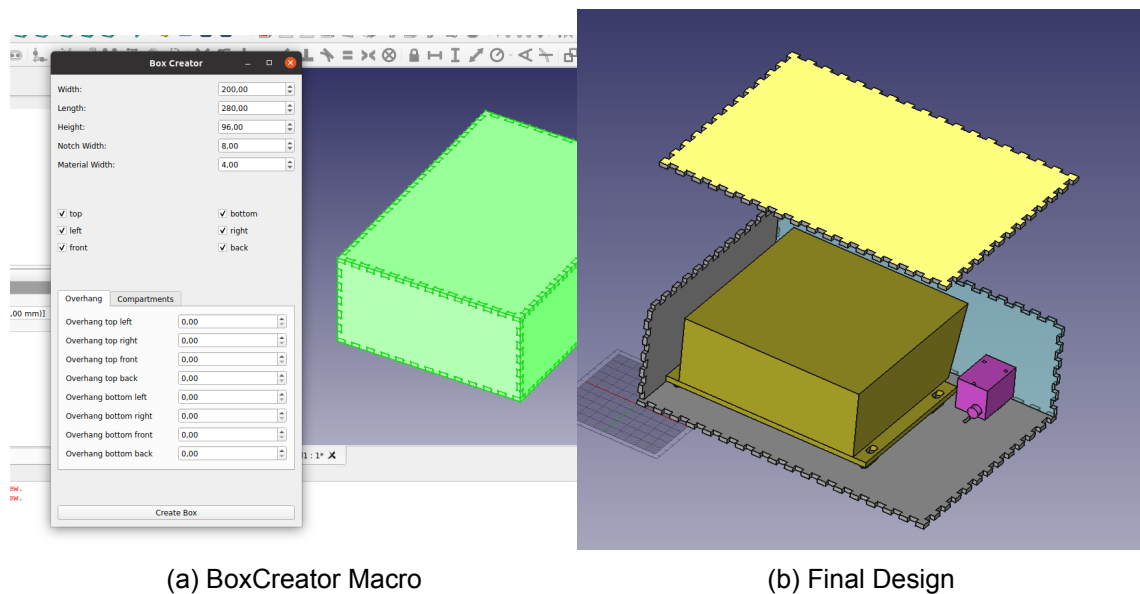 Box Creator
Width: 200,00
Length: 280,00
Height: 96,00
Notch Width: 8,00
Material Width: 4,00
top bottom
left right
front back
Overhang Compartments
,00 mm)]
Overhang top left 0,00
Overhang top right 0,00
Overhang top front 0,00
Overhang top back 0,00
Overhang bottom left 0,00
Overhang bottom right 0,00
Overhang bottom front 0,00
Overhang bottom back 0,00
1 : 1*
ew.
ew.
Create Box
(a) BoxCreator Macro
(b) Final Design